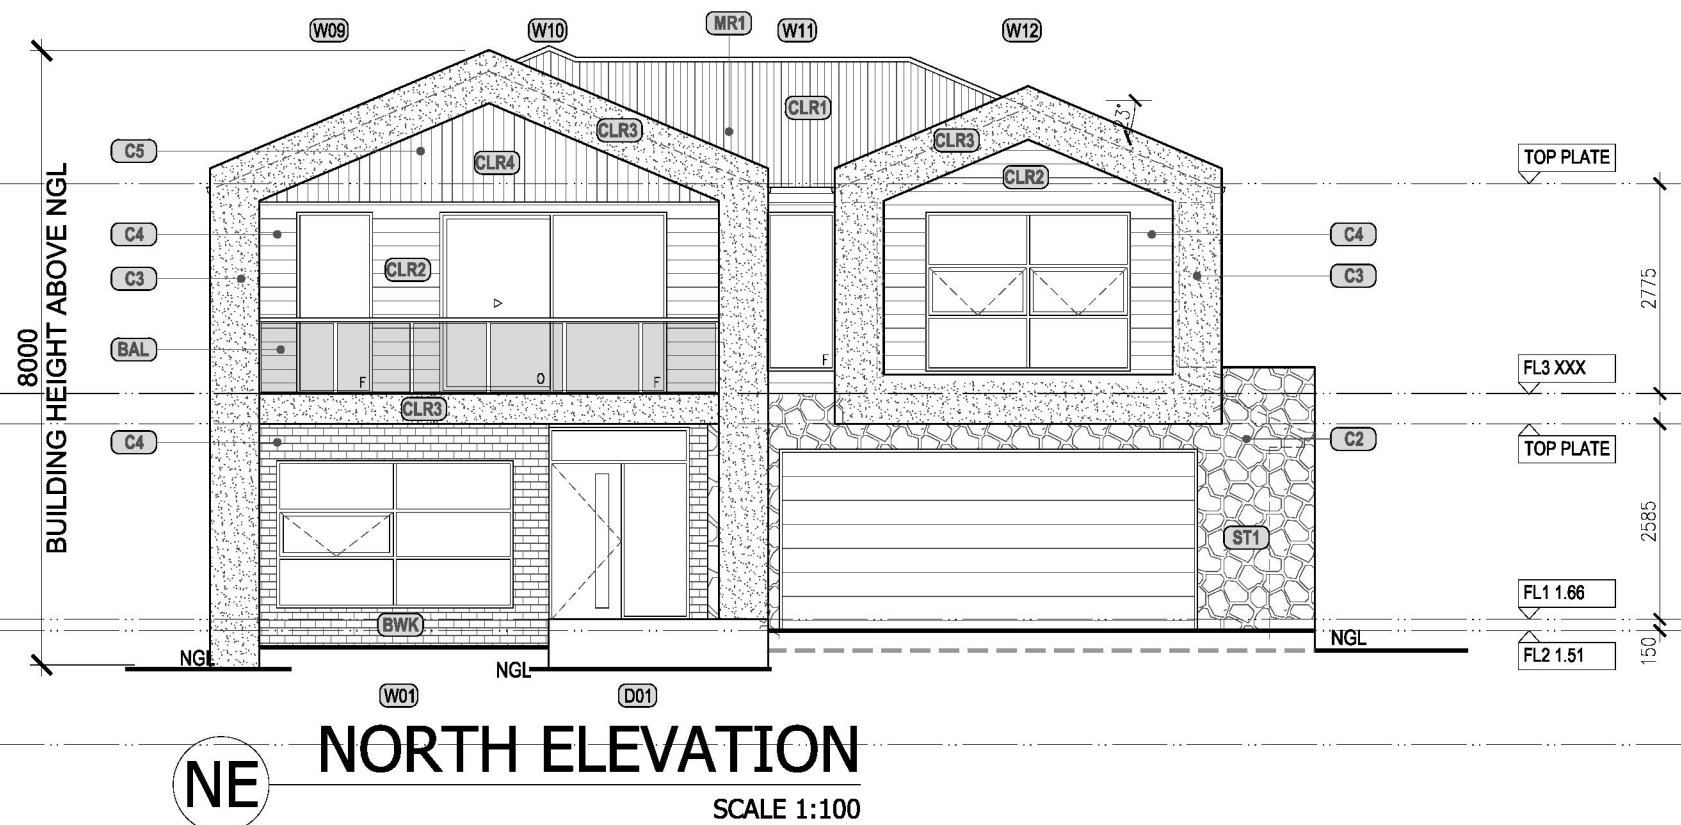 W09
W10
MR1
W11
W12
CLR1
CLR3
CLR3
23°
C5
CLR4
CLR2
TOP PLATE
C4
CLR2
C4
C3
C3
2775
BAL
F
O
F
F
FL3 XXX
8000
BUILDING HEIGHT ABOVE NGL
CLR3
C4
C2
TOP PLATE
ST1
2585
FL1 1.66
BWK
NGL
NGL
NGL
FL2 1.51
150
W01
D01
NORTH ELEVATION
NE
SCALE 1:100